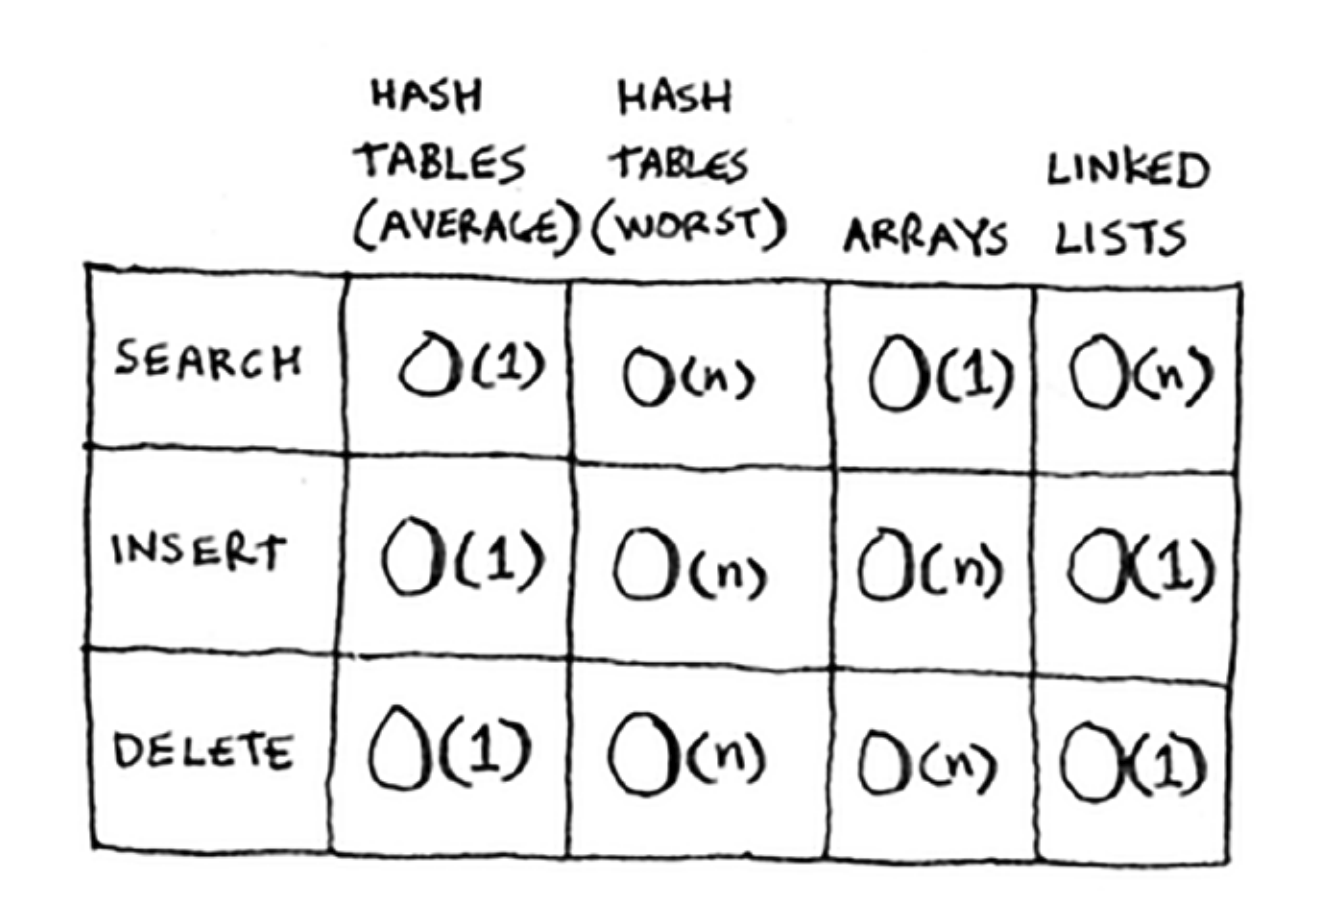 HASH TABLES (AVERAGE)
HASH TABLES (WORST)
ARRAYS
LINKED LISTS
SEARCH O(1) O(n) O(1) O(n)
INSERT O(1) O(n) O(n) O(1)
DELETE O(1) O(n) O(n) O(1)